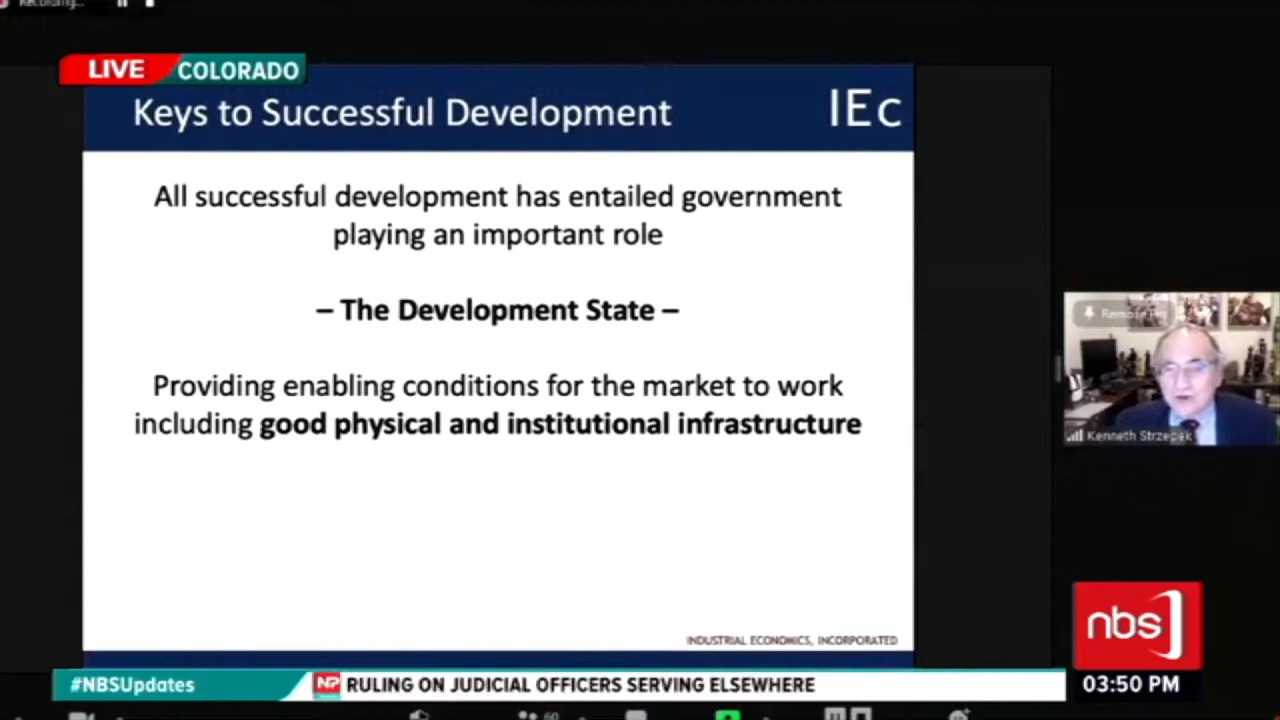 Recording...
LIVE COLORADO
Keys to Successful Development
IEc
All successful development has entailed government
playing an important role
– The Development State –
Providing enabling conditions for the market to work
including good physical and institutional infrastructure
INDUSTRIAL ECONOMICS, INCORPORATED
Kenneth Strzepek
nbs
#NBSUpdates
NP RULING ON JUDICIAL OFFICERS SERVING ELSEWHERE
03:50 PM
60